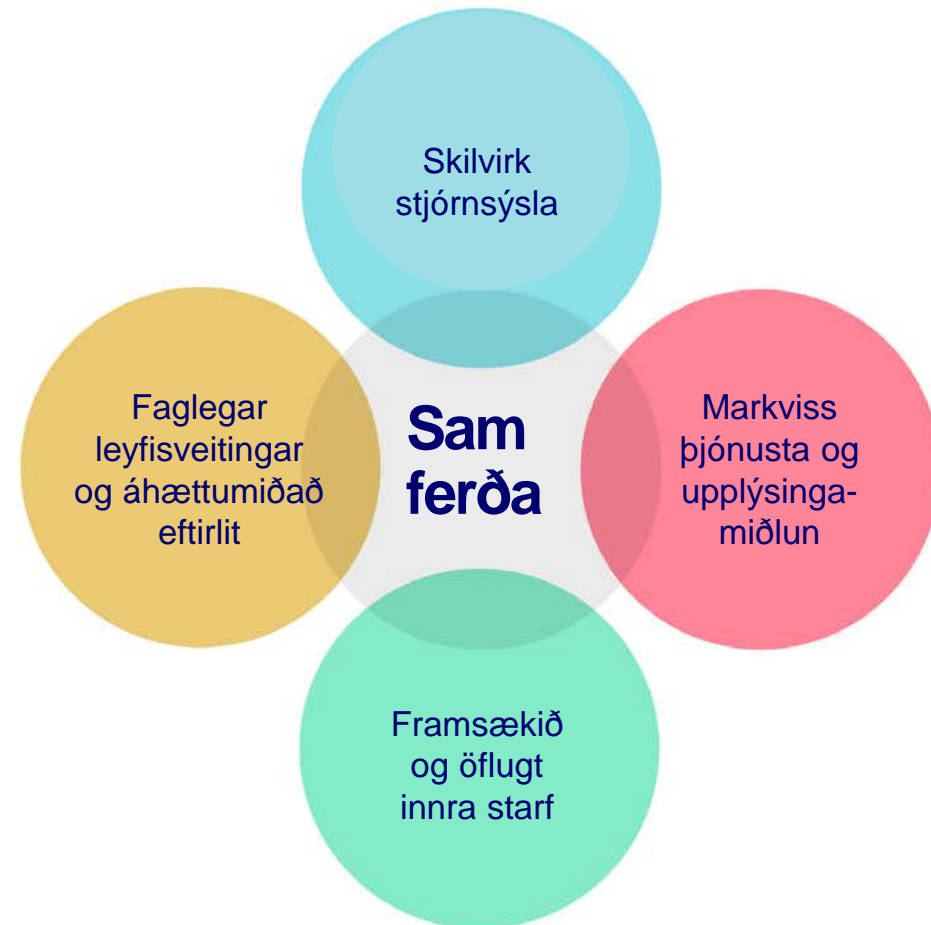 Skilvirk
stjórnsýsla
Faglegar
leyfisveitingar
og áhættumiðað
eftirlit
Sam
ferða
Markviss
þjónusta og
upplýsinga-
miðlun
Framsækið
og öflugt
innra starf